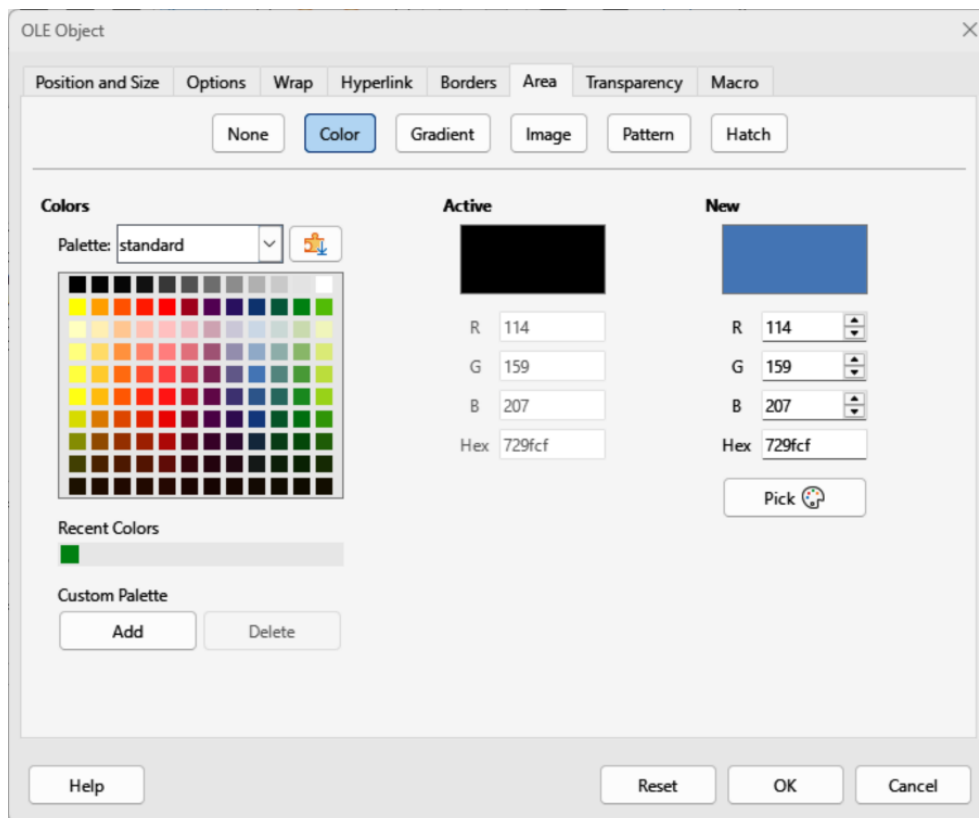 OLE Object
Position and Size Options Wrap Hyperlink Borders Area Transparency Macro
None Color Gradient Image Pattern Hatch
Colors Active New
Palette: standard
R 114 R 114
G 159 G 159
B 207 B 207
Hex 729fcf Hex 729fcf
Pick
Recent Colors
Custom Palette
Add Delete
Help Reset OK Cancel